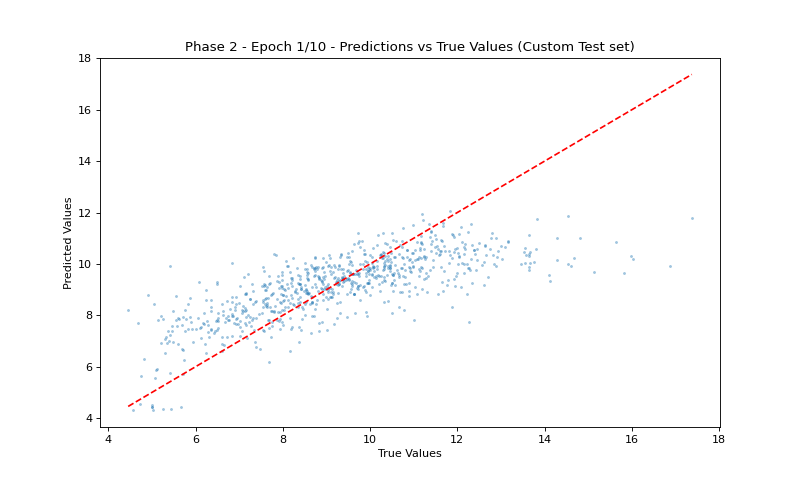 Phase 2 - Epoch 1/10 - Predictions vs True Values (Custom Test set)
18
16
14
12
10
8
6
4
Predicted Values
4 6 8 10 12 14 16 18
True Values